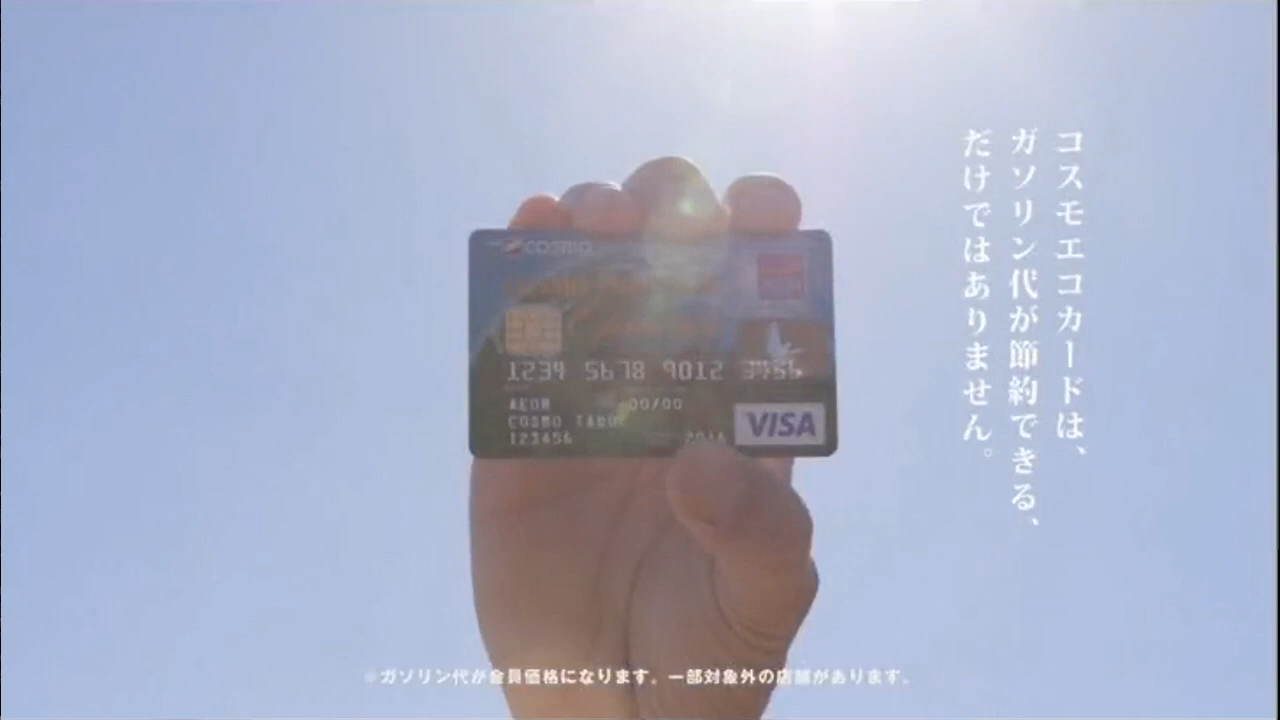 コスモエコカードは、
ガソリン代が節約できる、
だけではありません。
COSMO
1234 5678 9012 3456
00/00
COSMO
123456
VISA
※ガソリン代が会員価格になります。一部対象外の店舗があります。